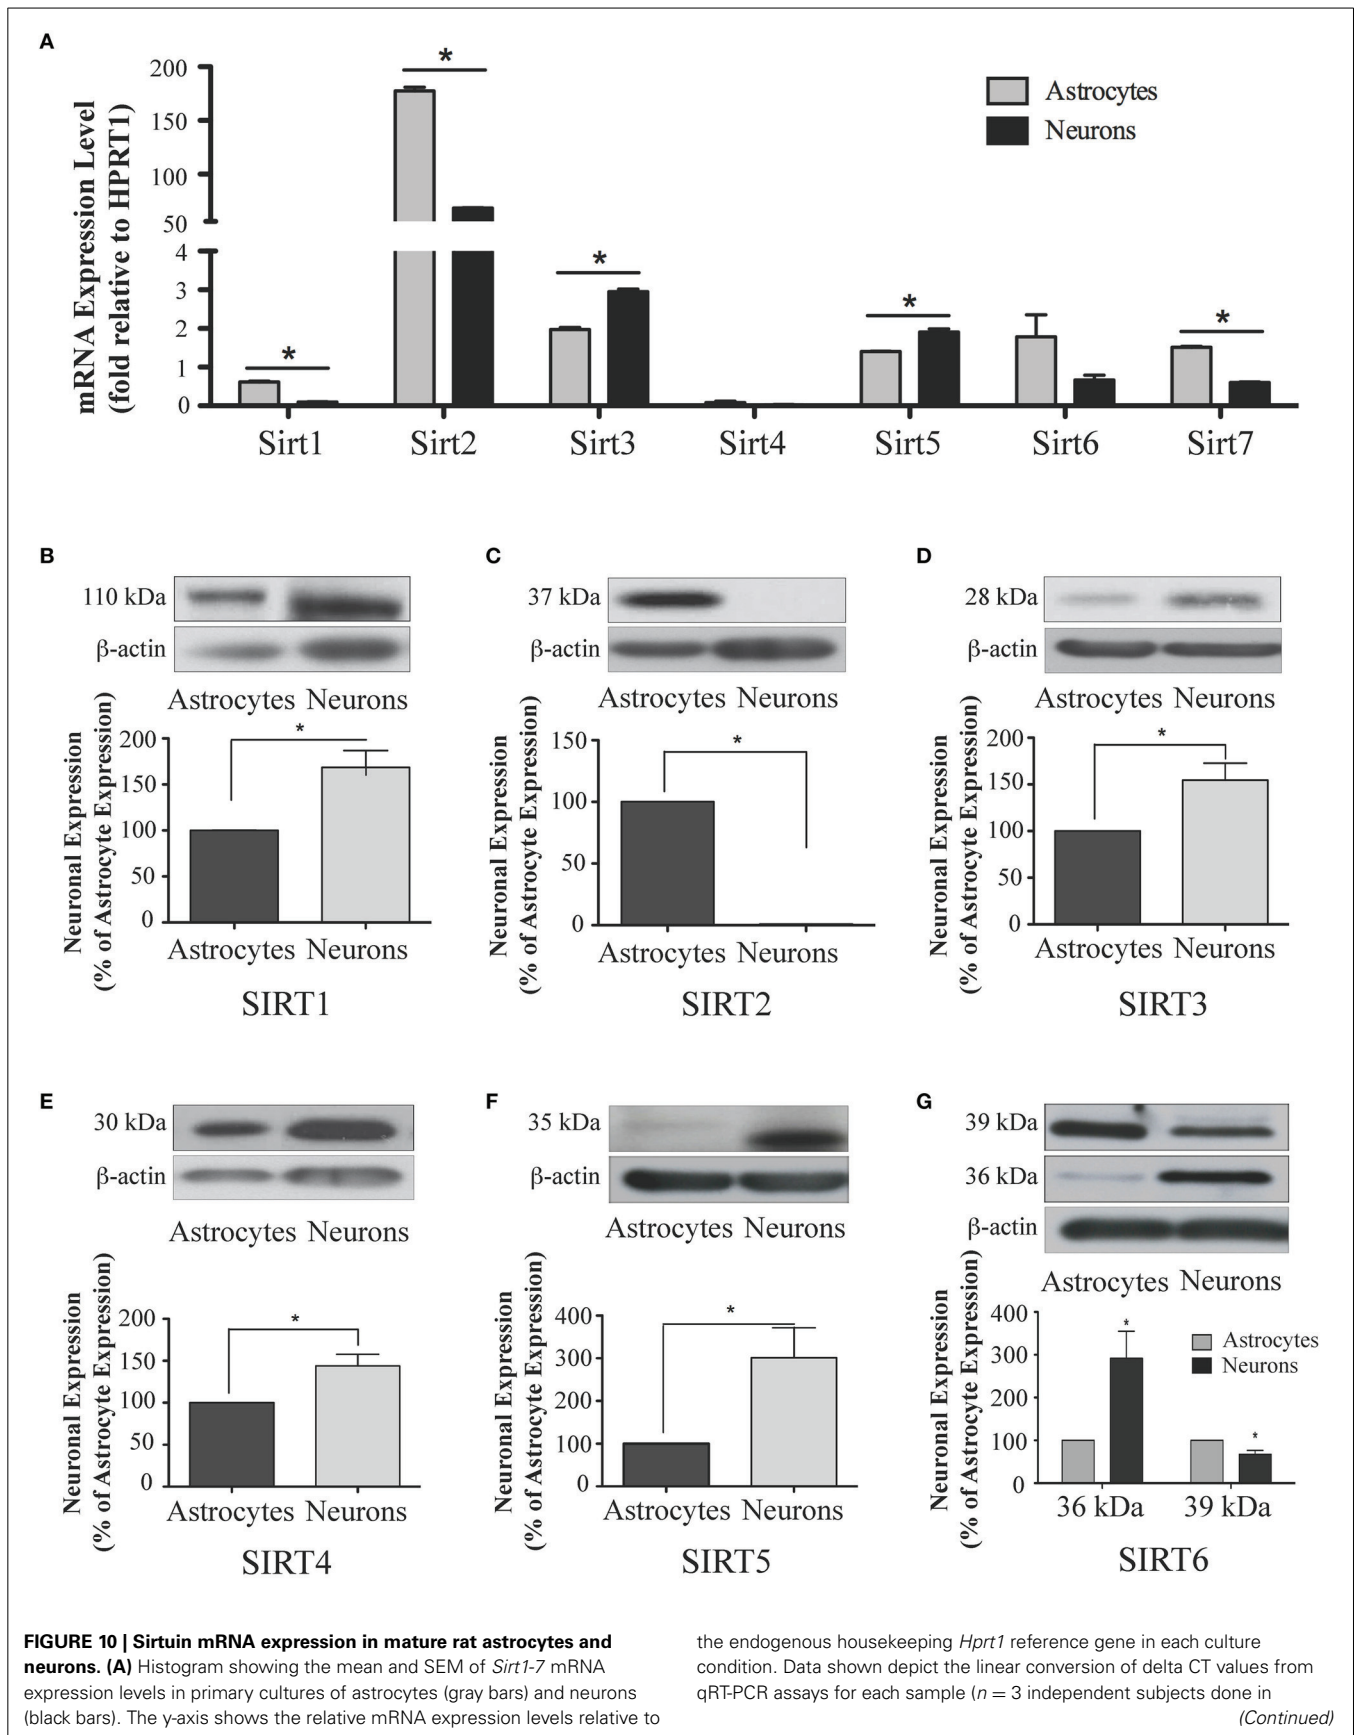 A
mRNA Expression Level
(fold relative to HPRT1)
200
150
100
50
4
3
2
1
0
*
*
*
*
*
Astrocytes
Neurons
Sirt1
Sirt2
Sirt3
Sirt4
Sirt5
Sirt6
Sirt7
B
110 kDa
β-actin
Astrocytes Neurons
Neuronal Expression
(% of Astrocyte Expression)
200
150
100
50
0
*
Astrocytes Neurons
SIRT1
C
37 kDa
β-actin
Astrocytes Neurons
Neuronal Expression
(% of Astrocyte Expression)
150
100
50
0
*
Astrocytes Neurons
SIRT2
D
28 kDa
β-actin
Astrocytes Neurons
Neuronal Expression
(% of Astrocyte Expression)
200
150
100
50
0
*
Astrocytes Neurons
SIRT3
E
30 kDa
β-actin
Astrocytes Neurons
Neuronal Expression
(% of Astrocyte Expression)
200
150
100
50
0
*
Astrocytes Neurons
SIRT4
F
35 kDa
β-actin
Astrocytes Neurons
Neuronal Expression
(% of Astrocyte Expression)
400
300
200
100
0
*
Astrocytes Neurons
SIRT5
G
39 kDa
36 kDa
β-actin
Astrocytes Neurons
Neuronal Expression
(% of Astrocyte Expression)
400
300
200
100
0
*
*
Astrocytes
Neurons
36 kDa
39 kDa
SIRT6
FIGURE 10 | Sirtuin mRNA expression in mature rat astrocytes and
neurons. (A) Histogram showing the mean and SEM of Sirt1-7 mRNA
expression levels in primary cultures of astrocytes (gray bars) and neurons
(black bars). The y-axis shows the relative mRNA expression levels relative to
the endogenous housekeeping Hprt1 reference gene in each culture
condition. Data shown depict the linear conversion of delta CT values from
qRT-PCR assays for each sample (n = 3 independent subjects done in
(Continued)